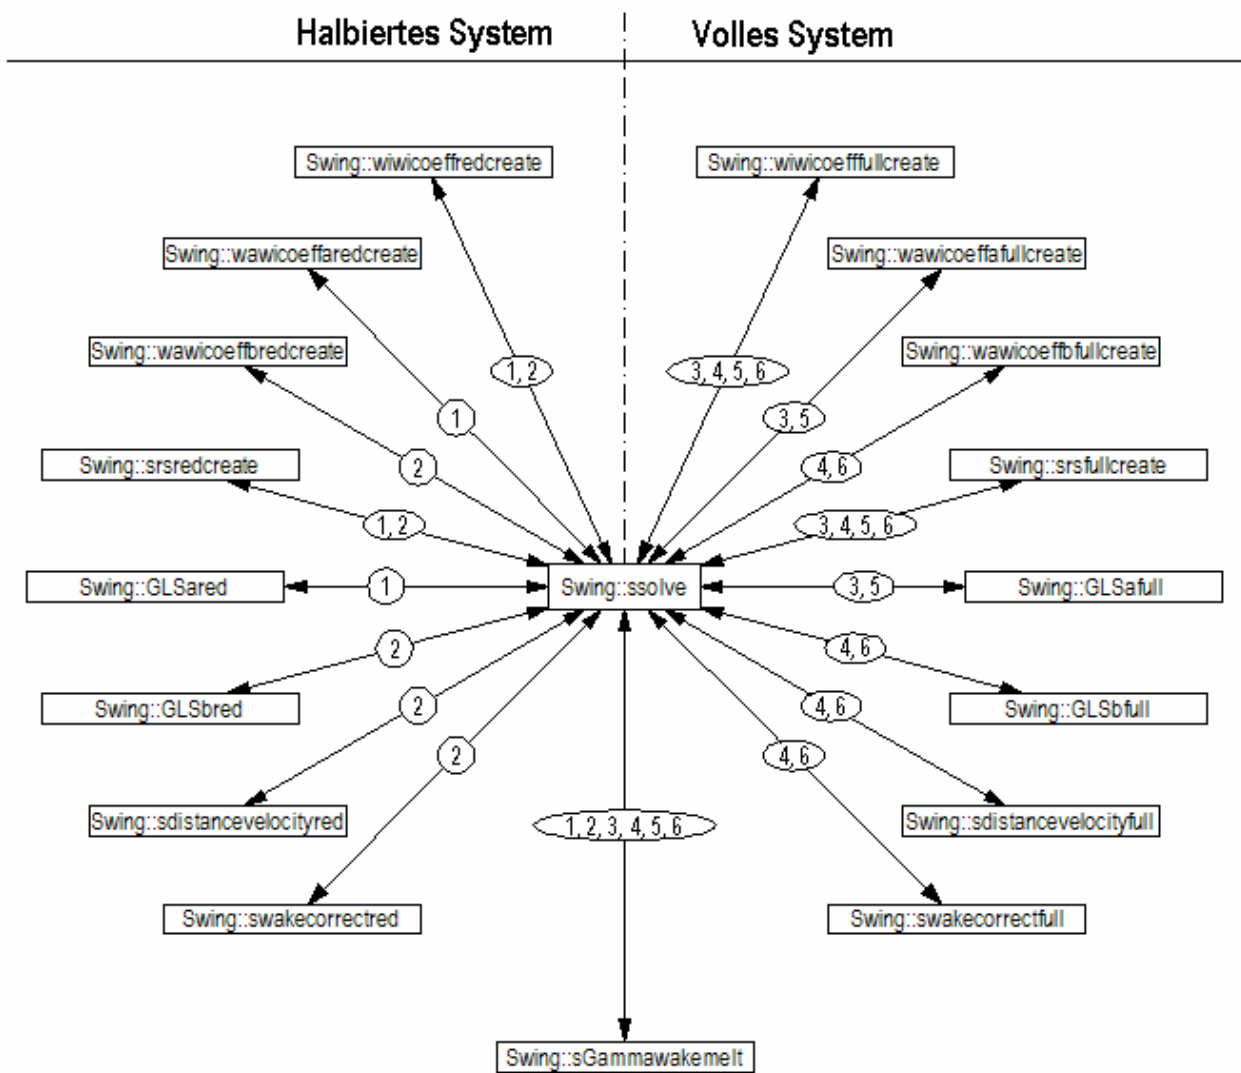 Halbiertes System
Volles System
Swing::wiwicoeffredcreate
Swing::wiwicoefffullcreate
Swing::wawicoeffaredcreate
Swing::wawicoeffafullcreate
Swing::wawicoeffbredcreate
Swing::wawicoeffbfullcreate
1, 2
3, 4, 5, 6
1
3, 5
Swing::srsredcreate
2
4, 6
Swing::srsfullcreate
1, 2
3, 4, 5, 6
Swing::GLSared
1
Swing::ssolve
3, 5
Swing::GLSafull
2
4, 6
Swing::GLSbred
2
4, 6
Swing::GLSbfull
2
4, 6
Swing::sdistancevelocityred
1, 2, 3, 4, 5, 6
Swing::sdistancevelocityfull
Swing::swakecorrectred
Swing::swakecorrectfull
Swing::sGammawakemelt